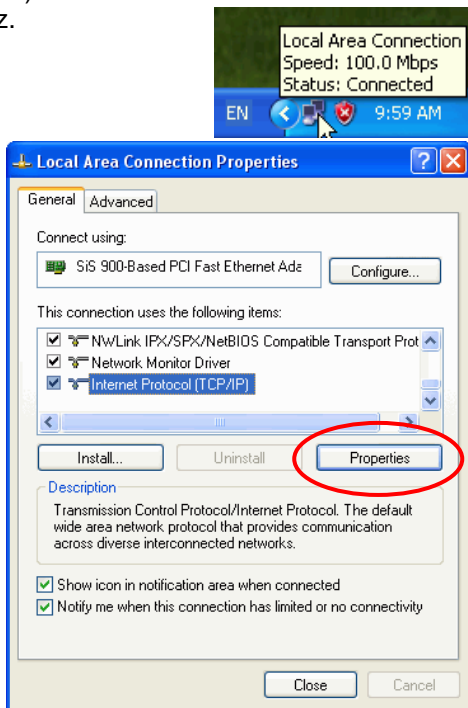 z.
Local Area Connection
Speed: 100.0 Mbps
Status: Connected
EN 9:59 AM
Local Area Connection Properties
General Advanced
Connect using:
SiS 900-Based PCI Fast Ethernet Ada
Configure...
This connection uses the following items:
NWLink IPX/SPX/NetBIOS Compatible Transport Prot
Network Monitor Driver
Internet Protocol (TCP/IP)
Install... Uninstall Properties
Description
Transmission Control Protocol/Internet Protocol. The default
wide area network protocol that provides communication
across diverse interconnected networks.
Show icon in notification area when connected
Notify me when this connection has limited or no connectivity
Close Cancel